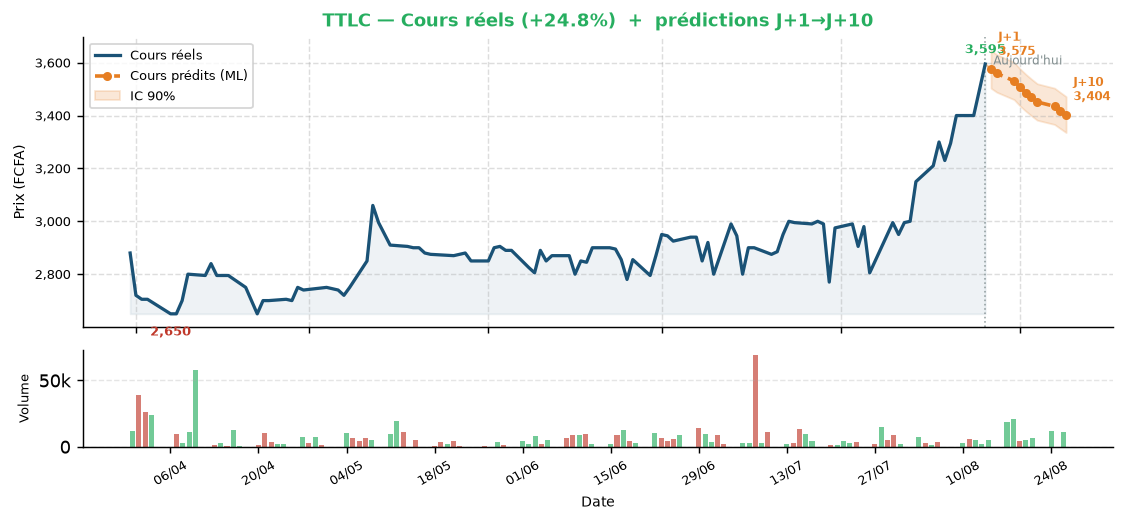 TTLC — Cours réels (+24.8%)  +  prédictions J+1→J+10
Cours réels
Cours prédits (ML)
IC 90%
3,595
J+1
3,575
Aujourd'hui
J+10
3,404
2,650
Prix (FCFA)
3,600
3,400
3,200
3,000
2,800
Volume
50k
0
06/04
20/04
04/05
18/05
01/06
15/06
29/06
13/07
27/07
10/08
24/08
Date